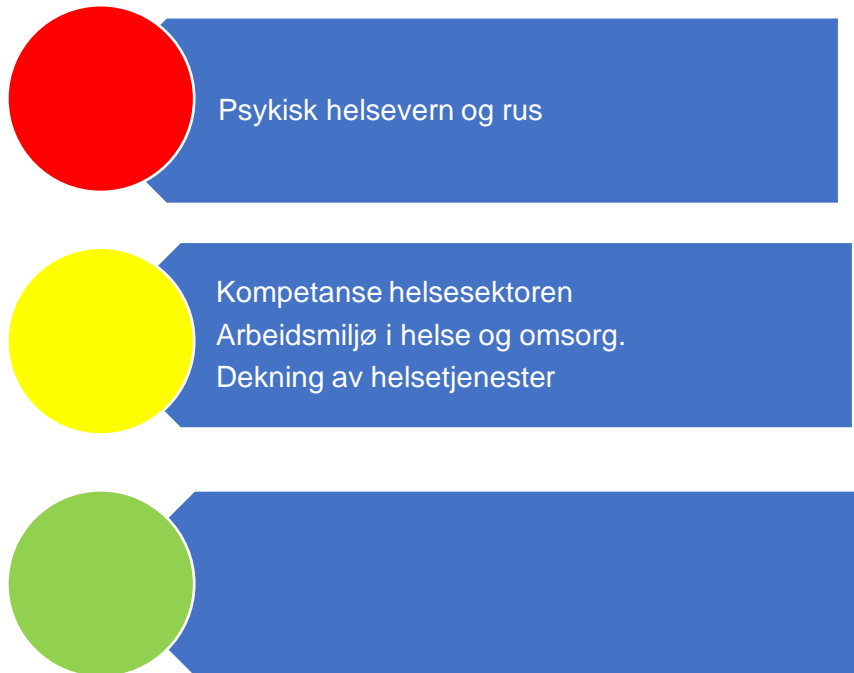 Psykisk helsevern og rus
Kompetanse helsesektoren
Arbeidsmiljø i helse og omsorg.
Dekning av helsetjenester